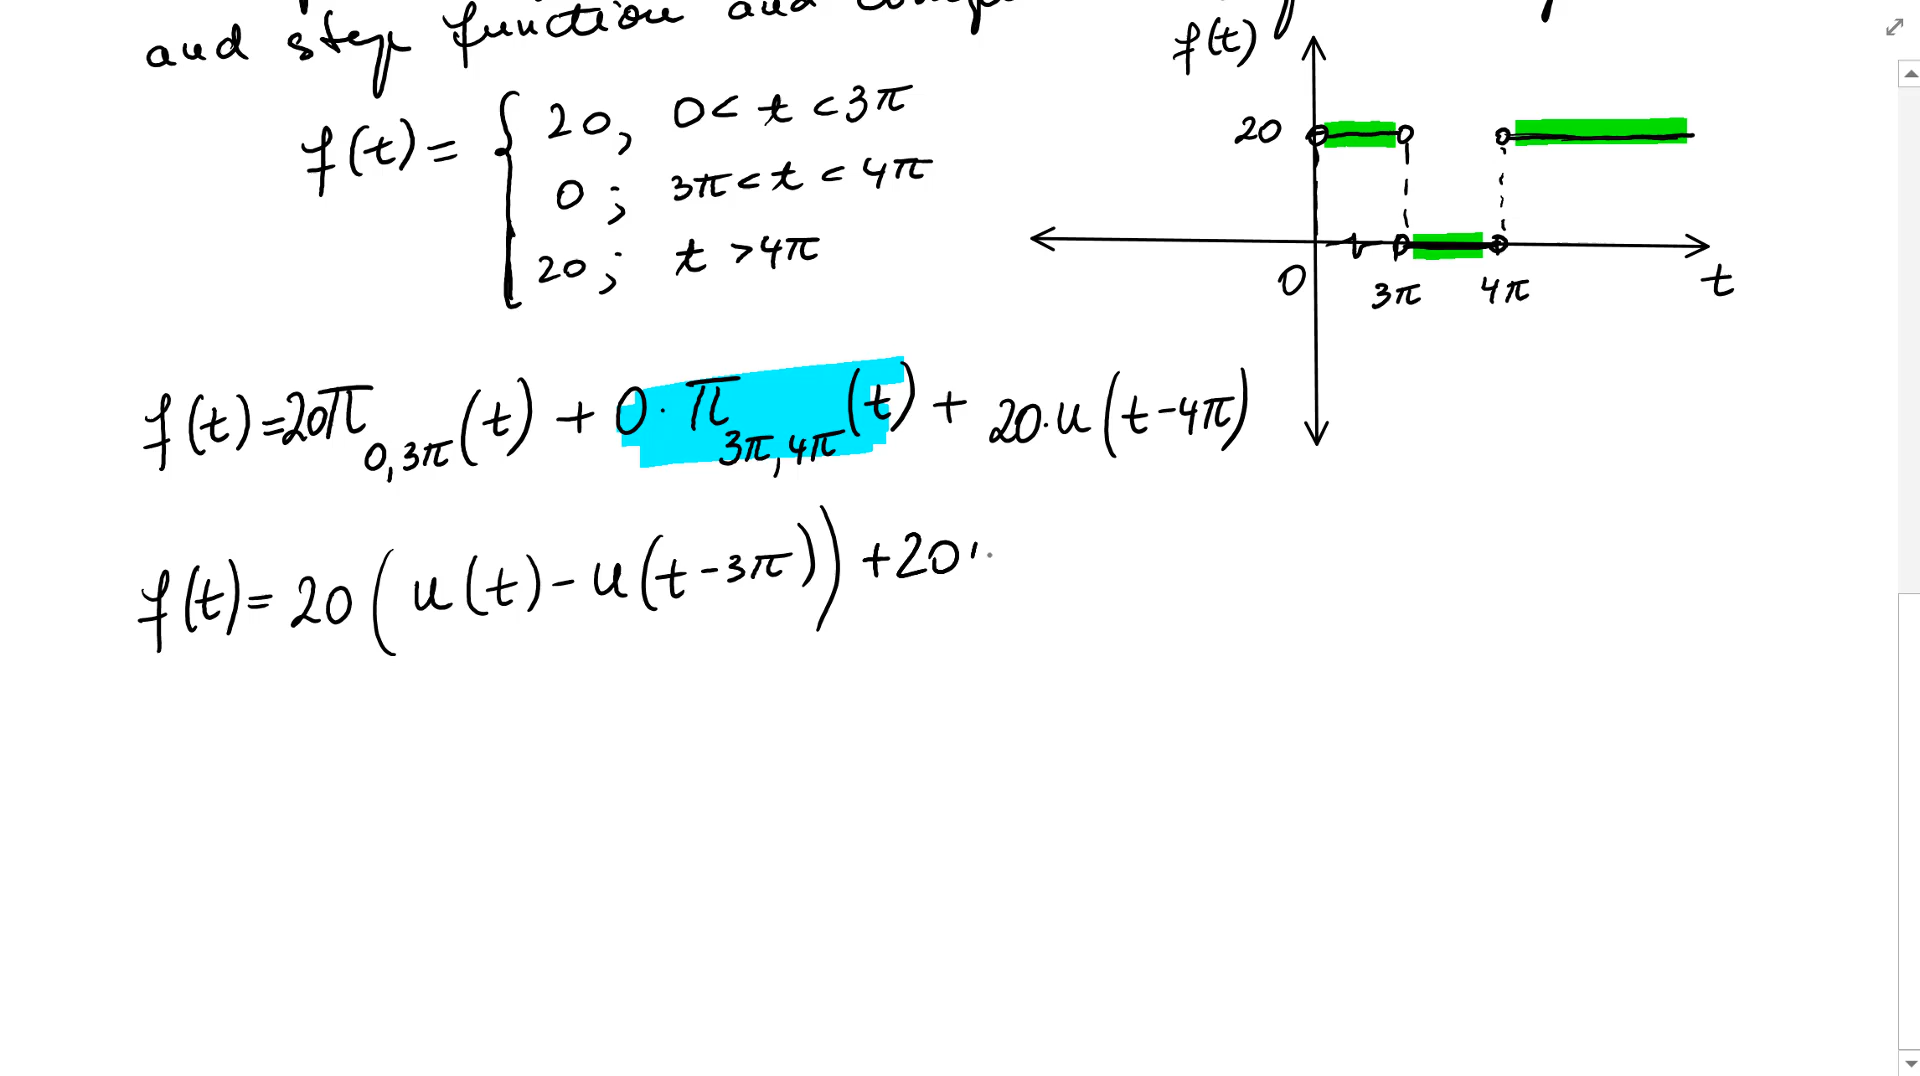 and step function and
f(t)
f(t) = { 20, 0 < t < 3π
0 ; 3π < t < 4π
20 ; t > 4π
20
0 3π 4π t
f(t) = 20π0,3π(t) + 0·π3π,4π(t) + 20·u(t-4π)
f(t) = 20(u(t) - u(t-3π)) + 20·